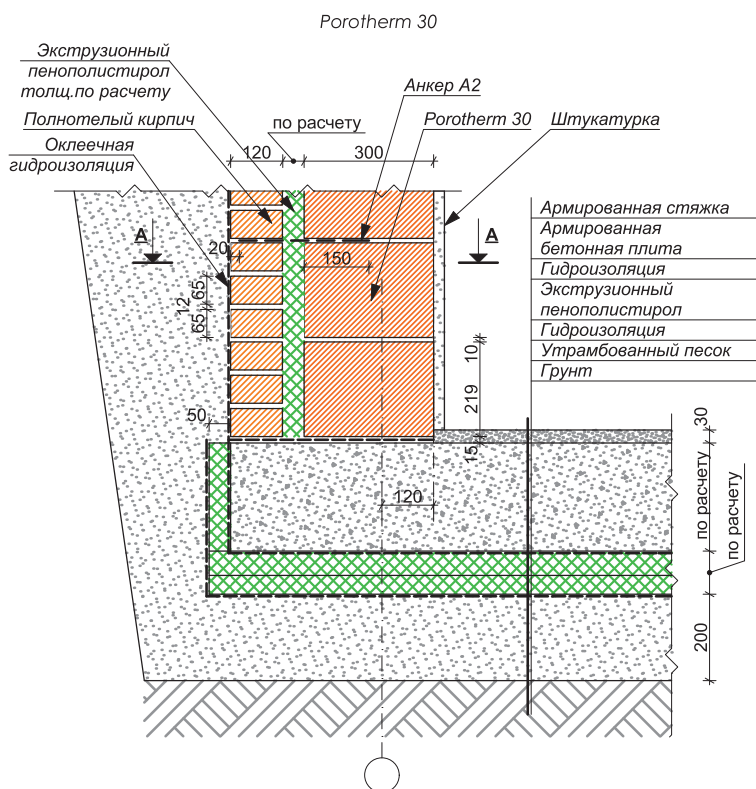 Porotherm 30
Экструзионный
пенополистирол
толщ.по расчету
Анкер А2
Полнотелый кирпич
по расчету
Porotherm 30
Штукатурка
Оклеечная
гидроизоляция
120
300
Армированная стяжка
Армированная
бетонная плита
Гидроизоляция
Экструзионный
пенополистирол
Гидроизоляция
Утрамбованный песок
Грунт
А
А
20
150
65
12
65
10
219
15
50
30
120
по расчету
по расчету
200